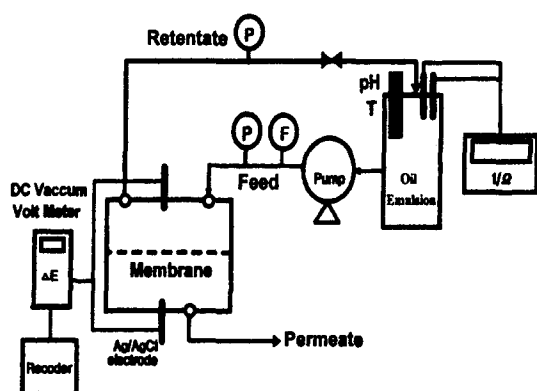 Retentate
P
pH
T
P
F
Feed
Pump
Oil
Emulsion
1/Ω
DC Vaccum
Volt Meter
ΔE
Membrane
Ag/AgCl
electrode
Permeate
Recoder